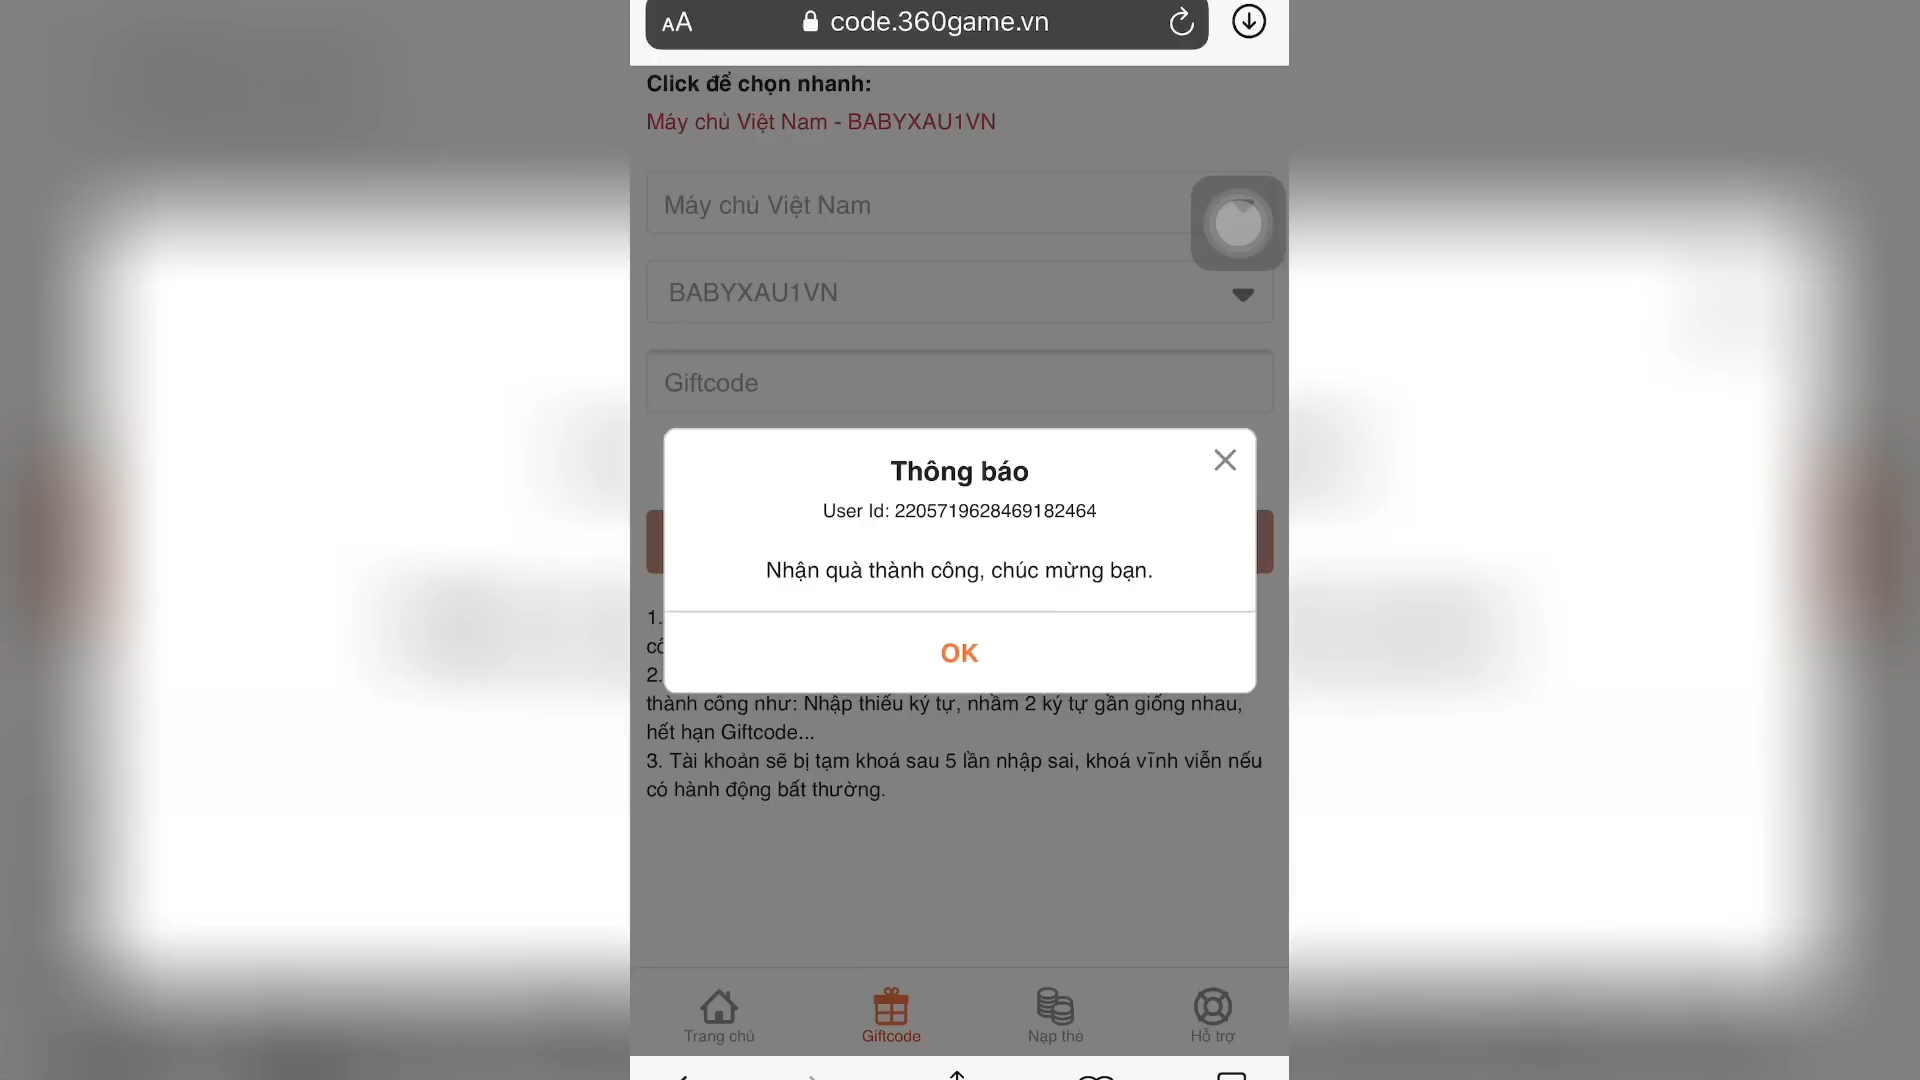 AA code.360game.vn
Click để chọn nhanh:
Máy chủ Việt Nam - BABYXAU1VN
Máy chủ Việt Nam
BABYXAU1VN
Giftcode
Thông báo
User Id: 2205719628469182464
Nhận quà thành công, chúc mừng bạn.
OK
1.
2.
thành công như: Nhập thiếu ký tự, nhầm 2 ký tự gần giống nhau,
hết hạn Giftcode...
3. Tài khoản sẽ bị tạm khoá sau 5 lần nhập sai, khoá vĩnh viễn nếu
có hành động bất thường.
Trang chủ Giftcode Nạp thẻ Hỗ trợ